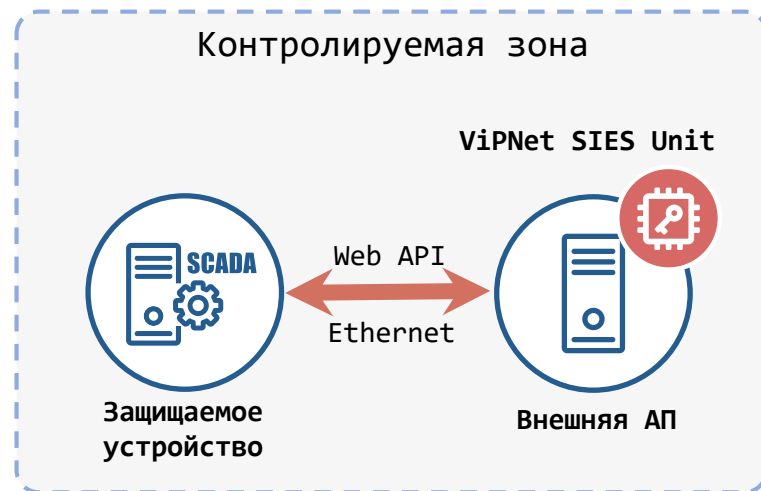 Контролируемая зона
ViPNet SIES Unit
SCADA
Web API
Ethernet
Защищаемое
устройство
Внешняя АП